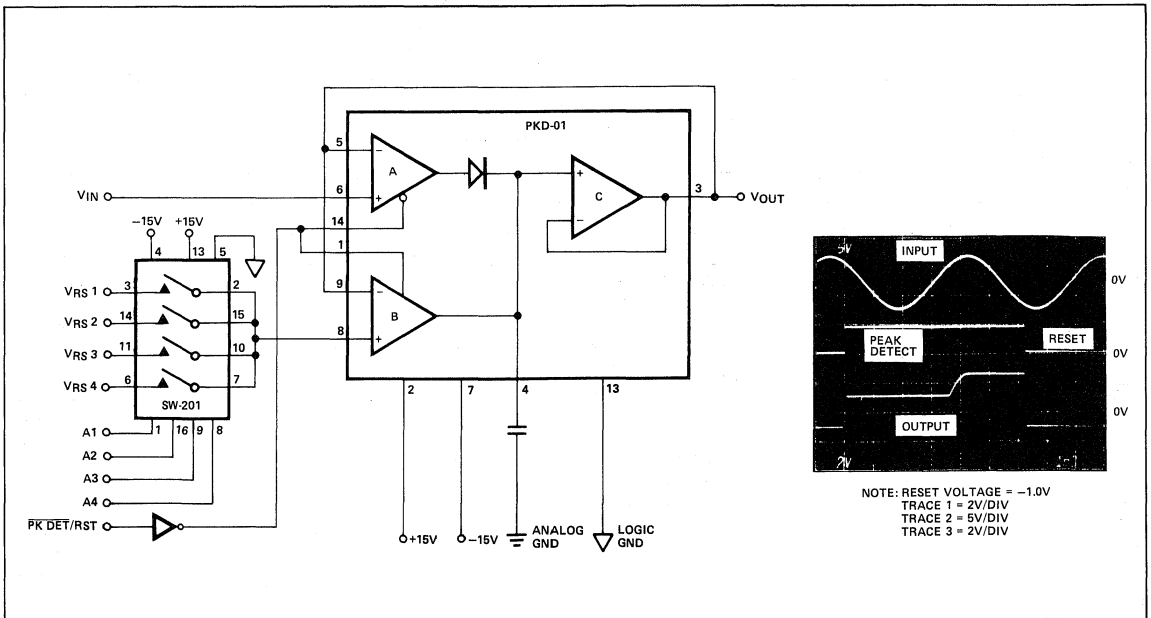 PKD-01
5
−
A
6
+
14
1
9
−
B
8
+
+
C
−
3
VOUT
2
7
4
13
+15V
−15V
ANALOG
GND
LOGIC
GND
VIN
−15V
+15V
4
13
5
VRS 1
3
2
VRS 2
14
15
VRS 3
11
10
VRS 4
6
7
SW-201
A1
1
16
9
8
A2
A3
A4
PK DET/RST
INPUT
0V
PEAK
DETECT
RESET
0V
0V
OUTPUT
NOTE: RESET VOLTAGE = −1.0V
TRACE 1 = 2V/DIV
TRACE 2 = 5V/DIV
TRACE 3 = 2V/DIV